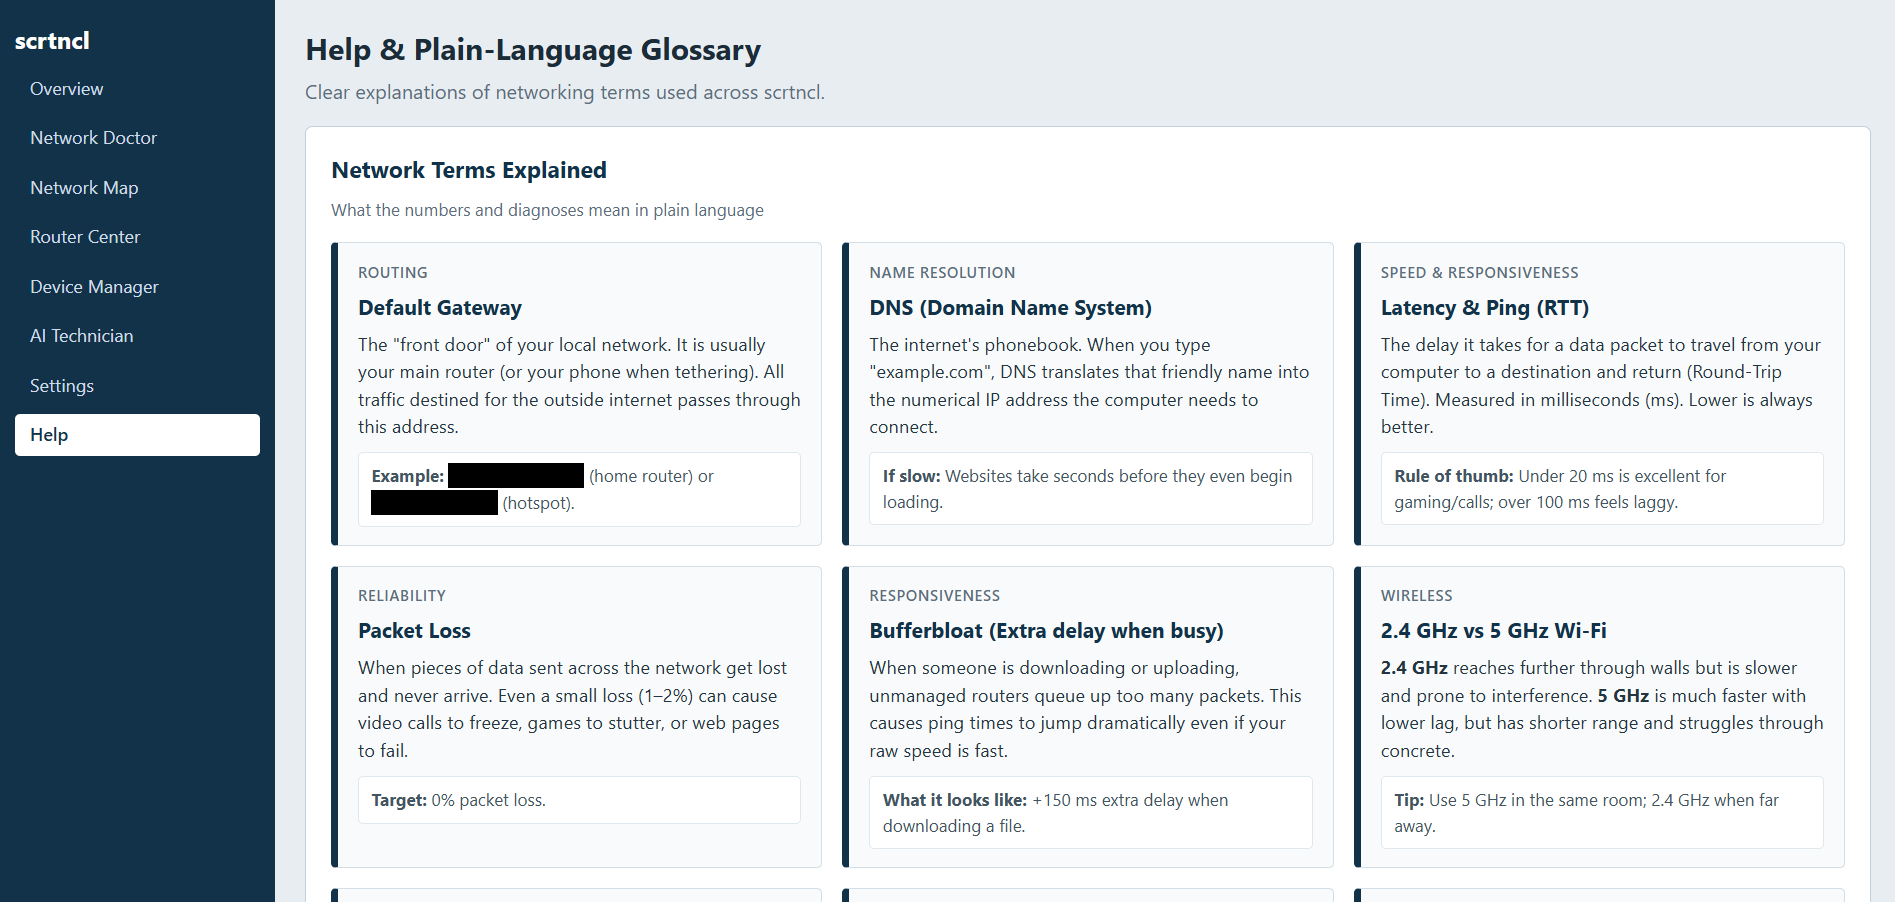 scrtncl
Overview
Network Doctor
Network Map
Router Center
Device Manager
AI Technician
Settings
Help
Help & Plain-Language Glossary
Clear explanations of networking terms used across scrtncl.
Network Terms Explained
What the numbers and diagnoses mean in plain language
ROUTING
Default Gateway
The "front door" of your local network. It is usually
your main router (or your phone when tethering). All
traffic destined for the outside internet passes through
this address.
Example: (home router) or
(hotspot).
NAME RESOLUTION
DNS (Domain Name System)
The internet's phonebook. When you type
"example.com", DNS translates that friendly name into
the numerical IP address the computer needs to
connect.
If slow: Websites take seconds before they even begin
loading.
SPEED & RESPONSIVENESS
Latency & Ping (RTT)
The delay it takes for a data packet to travel from your
computer to a destination and return (Round-Trip
Time). Measured in milliseconds (ms). Lower is always
better.
Rule of thumb: Under 20 ms is excellent for
gaming/calls; over 100 ms feels laggy.
RELIABILITY
Packet Loss
When pieces of data sent across the network get lost
and never arrive. Even a small loss (1–2%) can cause
video calls to freeze, games to stutter, or web pages
to fail.
Target: 0% packet loss.
RESPONSIVENESS
Bufferbloat (Extra delay when busy)
When someone is downloading or uploading,
unmanaged routers queue up too many packets. This
causes ping times to jump dramatically even if your
raw speed is fast.
What it looks like: +150 ms extra delay when
downloading a file.
WIRELESS
2.4 GHz vs 5 GHz Wi-Fi
2.4 GHz reaches further through walls but is slower
and prone to interference. 5 GHz is much faster with
lower lag, but has shorter range and struggles through
concrete.
Tip: Use 5 GHz in the same room; 2.4 GHz when far
away.